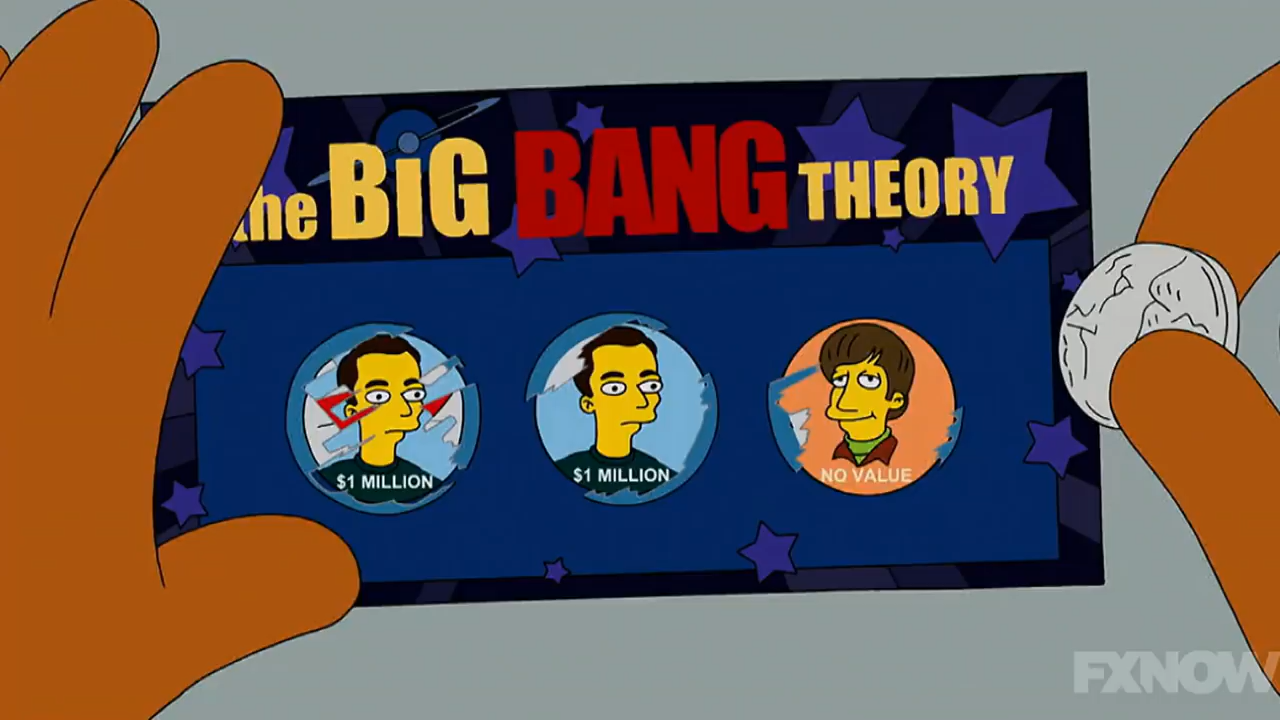 the BiG BANG THEORY
$1 MILLION
$1 MILLION
NO VALUE
FXNOW